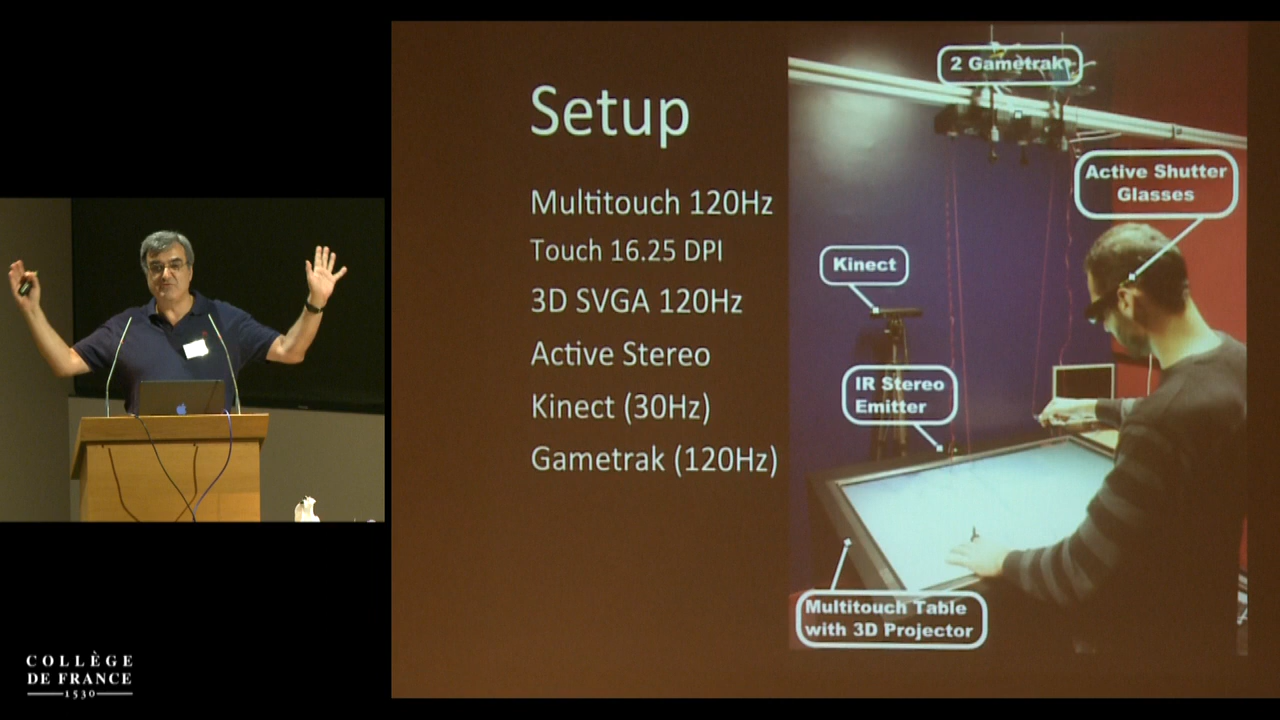 Setup
Multitouch 120Hz
Touch 16.25 DPI
3D SVGA 120Hz
Active Stereo
Kinect (30Hz)
Gametrak (120Hz)
2 Gametrak
Active Shutter
Glasses
Kinect
IR Stereo
Emitter
Multitouch Table
with 3D Projector
COLLÈGE
DE FRANCE
1530